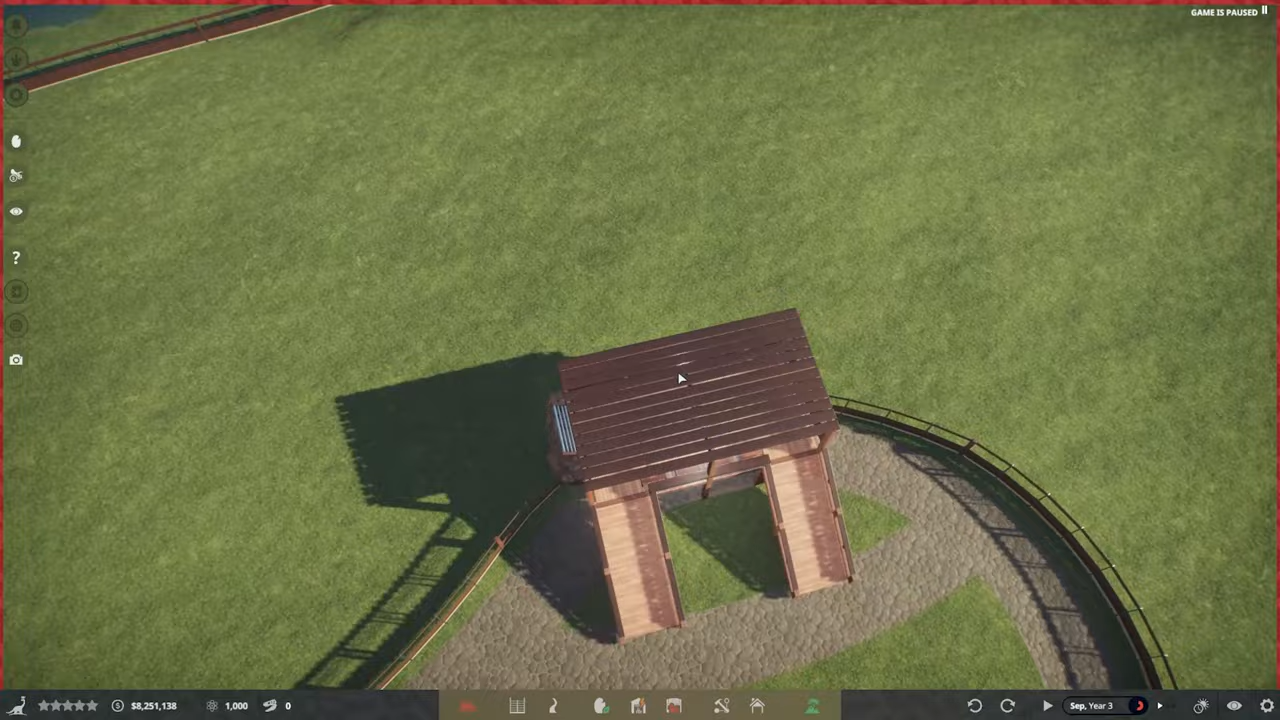 GAME IS PAUSED
?
$8,251,138
1,000
0
Sep, Year 3